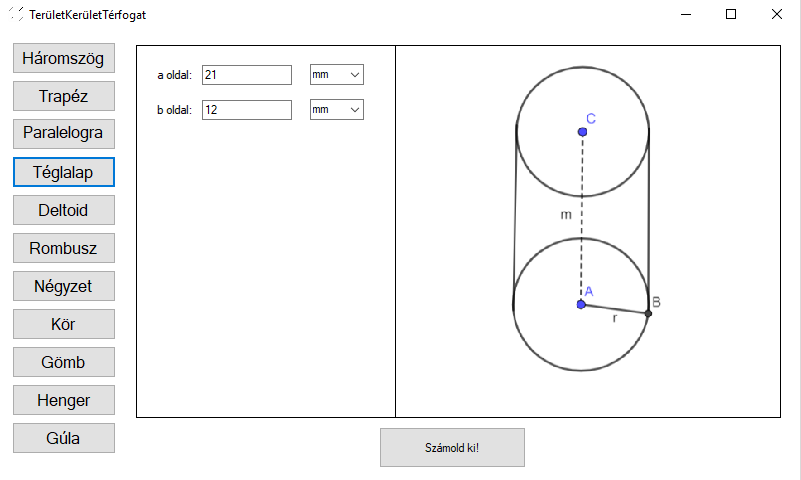 TerületKerületTérfogat
Háromszög
Trapéz
Paralelogra
Téglalap
Deltoid
Rombusz
Négyzet
Kör
Gömb
Henger
Gúla
a oldal: 21 mm
b oldal: 12 mm
C
m
A
B
r
Számold ki!